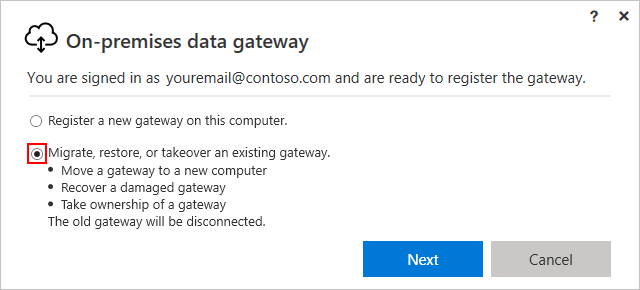 ? ×
On-premises data gateway
You are signed in as youremail@contoso.com and are ready to register the gateway.
Register a new gateway on this computer.
Migrate, restore, or takeover an existing gateway.
• Move a gateway to a new computer
• Recover a damaged gateway
• Take ownership of a gateway
The old gateway will be disconnected.
Next Cancel